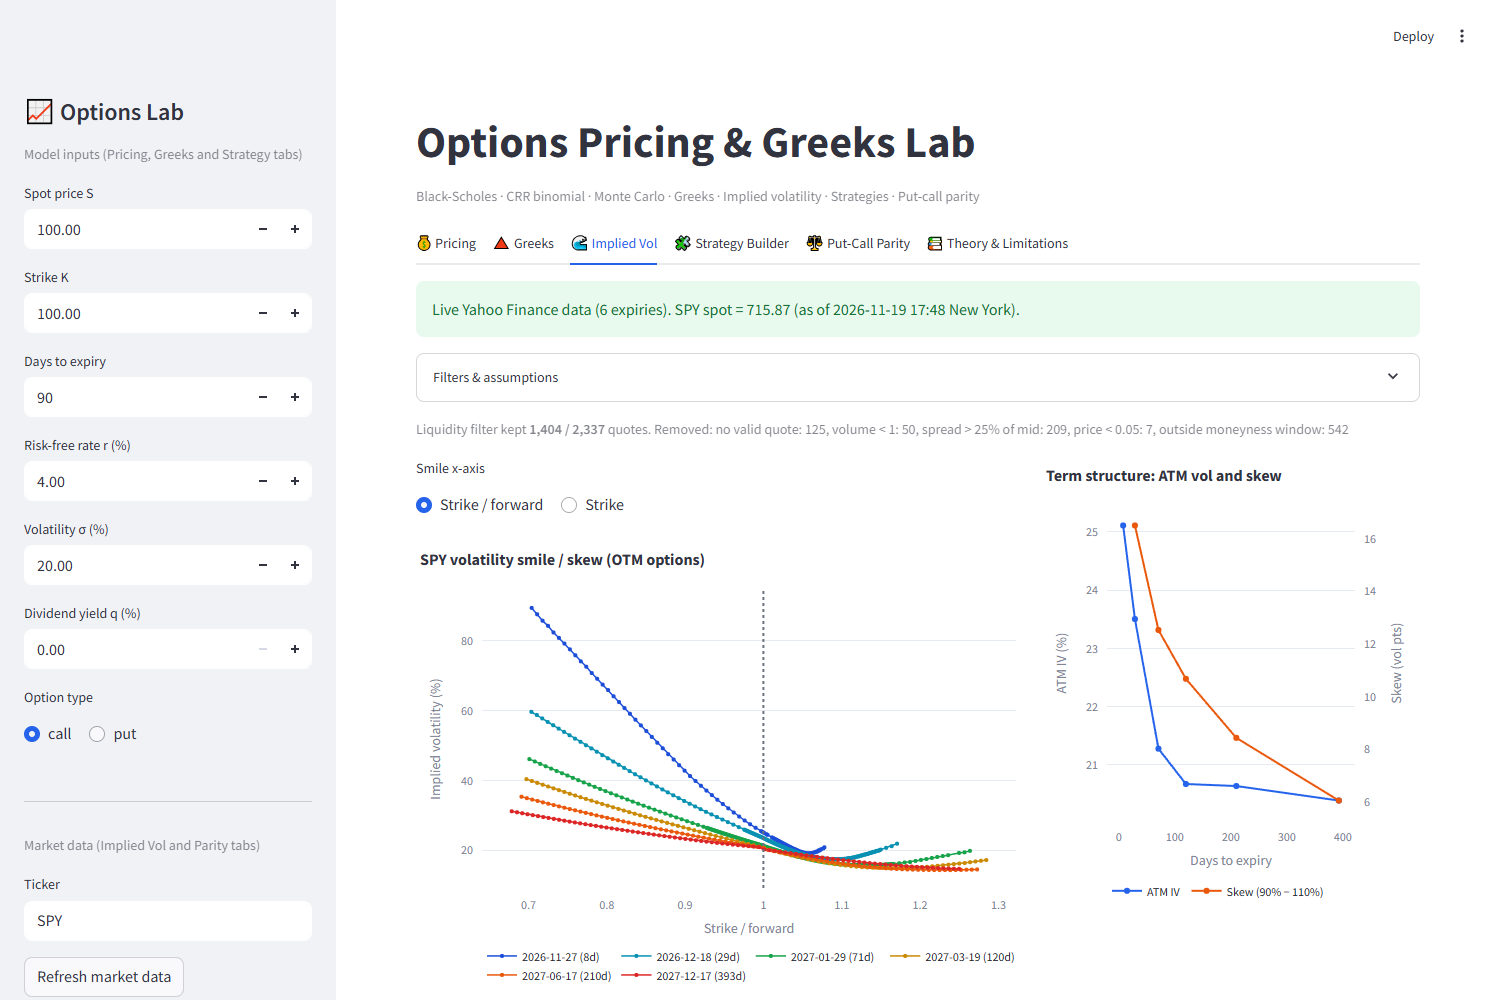 Deploy
Options Lab
Model inputs (Pricing, Greeks and Strategy tabs)
Spot price S
100.00
Strike K
100.00
Days to expiry
90
Risk-free rate r (%)
4.00
Volatility σ (%)
20.00
Dividend yield q (%)
0.00
Option type
call put
Market data (Implied Vol and Parity tabs)
Ticker
SPY
Refresh market data
Options Pricing & Greeks Lab
Black-Scholes · CRR binomial · Monte Carlo · Greeks · Implied volatility · Strategies · Put-call parity
Pricing Greeks Implied Vol Strategy Builder Put-Call Parity Theory & Limitations
Live Yahoo Finance data (6 expiries). SPY spot = 715.87 (as of 2026-11-19 17:48 New York).
Filters & assumptions
Liquidity filter kept 1,404 / 2,337 quotes. Removed: no valid quote: 125, volume < 1: 50, spread > 25% of mid: 209, price < 0.05: 7, outside moneyness window: 542
Smile x-axis
Strike / forward Strike
SPY volatility smile / skew (OTM options)
Implied volatility (%)
80
60
40
20
0.7 0.8 0.9 1 1.1 1.2 1.3
Strike / forward
2026-11-27 (8d) 2026-12-18 (29d) 2027-01-29 (71d) 2027-03-19 (120d)
2027-06-17 (210d) 2027-12-17 (393d)
Term structure: ATM vol and skew
ATM IV (%)
25
24
23
22
21
16
14
12
10
8
6
Skew (vol pts)
0 100 200 300 400
Days to expiry
ATM IV Skew (90% − 110%)